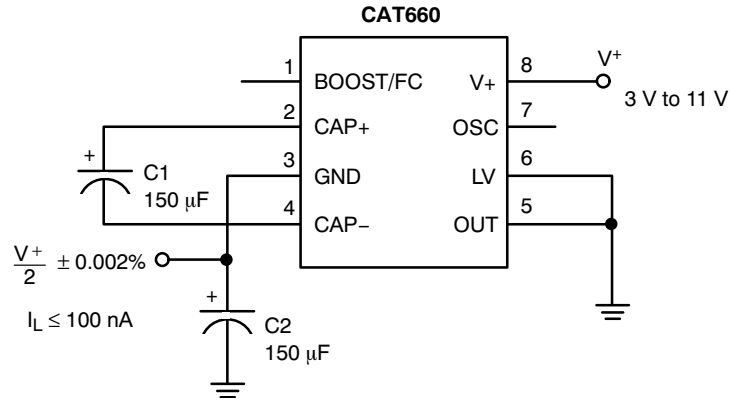 CAT660
1 BOOST/FC V+ 8 V+
3 V to 11 V
2 CAP+ OSC 7
+ C1
150 μF
3 GND LV 6
4 CAP− OUT 5
V+/2 ± 0.002%
IL ≤ 100 nA
+ C2
150 μF